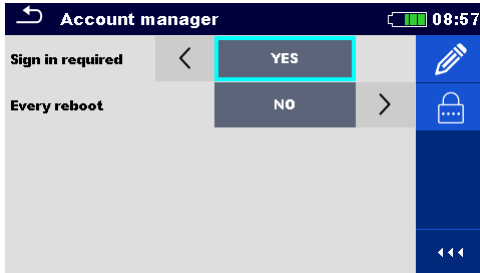 Account manager 08:57
Sign in required YES
Every reboot NO